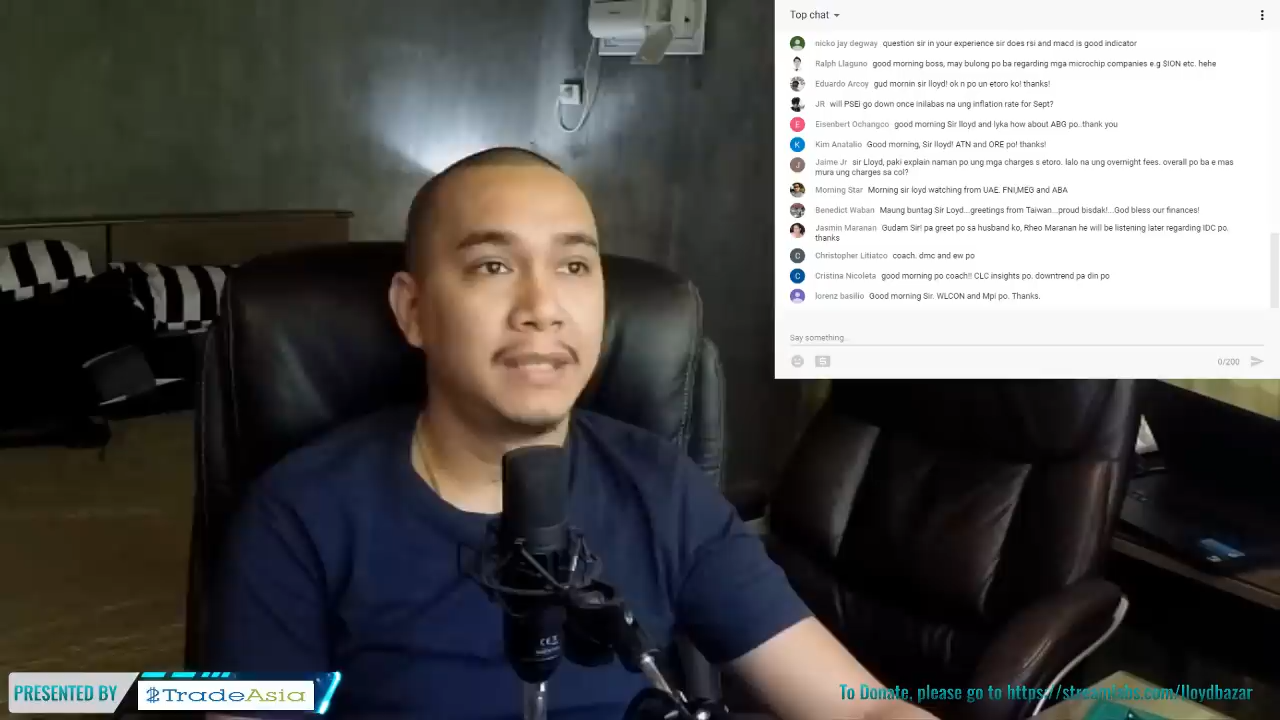 Top chat
nicko jay degway question sir in your experience sir does rsi and macd is good indicator
Ralph Llaguno good morning boss, may bulong po ba regarding mga microchip companies e.g $ION etc. hehe
Eduardo Arcoy gud mornin sir lloyd! ok n po un etoro ko! thanks!
JR will PSEi go down once inilabas na ung inflation rate for Sept?
E Eisenbert Ochangco good morning Sir lloyd and lyka how about ABG po..thank you
K Kim Anatalio Good morning, Sir lloyd! ATN and ORE po! thanks!
J Jaime Jr sir Lloyd, paki explain naman po ung mga charges s etoro. lalo na ung overnight fees. overall po ba e mas
mura ung charges sa col?
Morning Star Morning sir loyd watching from UAE. FNI,MEG and ABA
Benedict Waban Maung buntag Sir Loyd...greetings from Taiwan...proud bisdak!...God bless our finances!
Jasmin Maranan Gudam Sir! pa greet po sa husband ko, Rheo Maranan he will be listening later regarding IDC po.
thanks
C Christopher Litiatco coach. dmc and ew po
C Cristina Nicoleta good morning po coach!! CLC insights po. downtrend pa din po
lorenz basilio Good morning Sir. WLCON and Mpi po. Thanks.
Say something...
0/200
PRESENTED BY $TradeAsia
To Donate, please go to https://streamlabs.com/lloydbazar